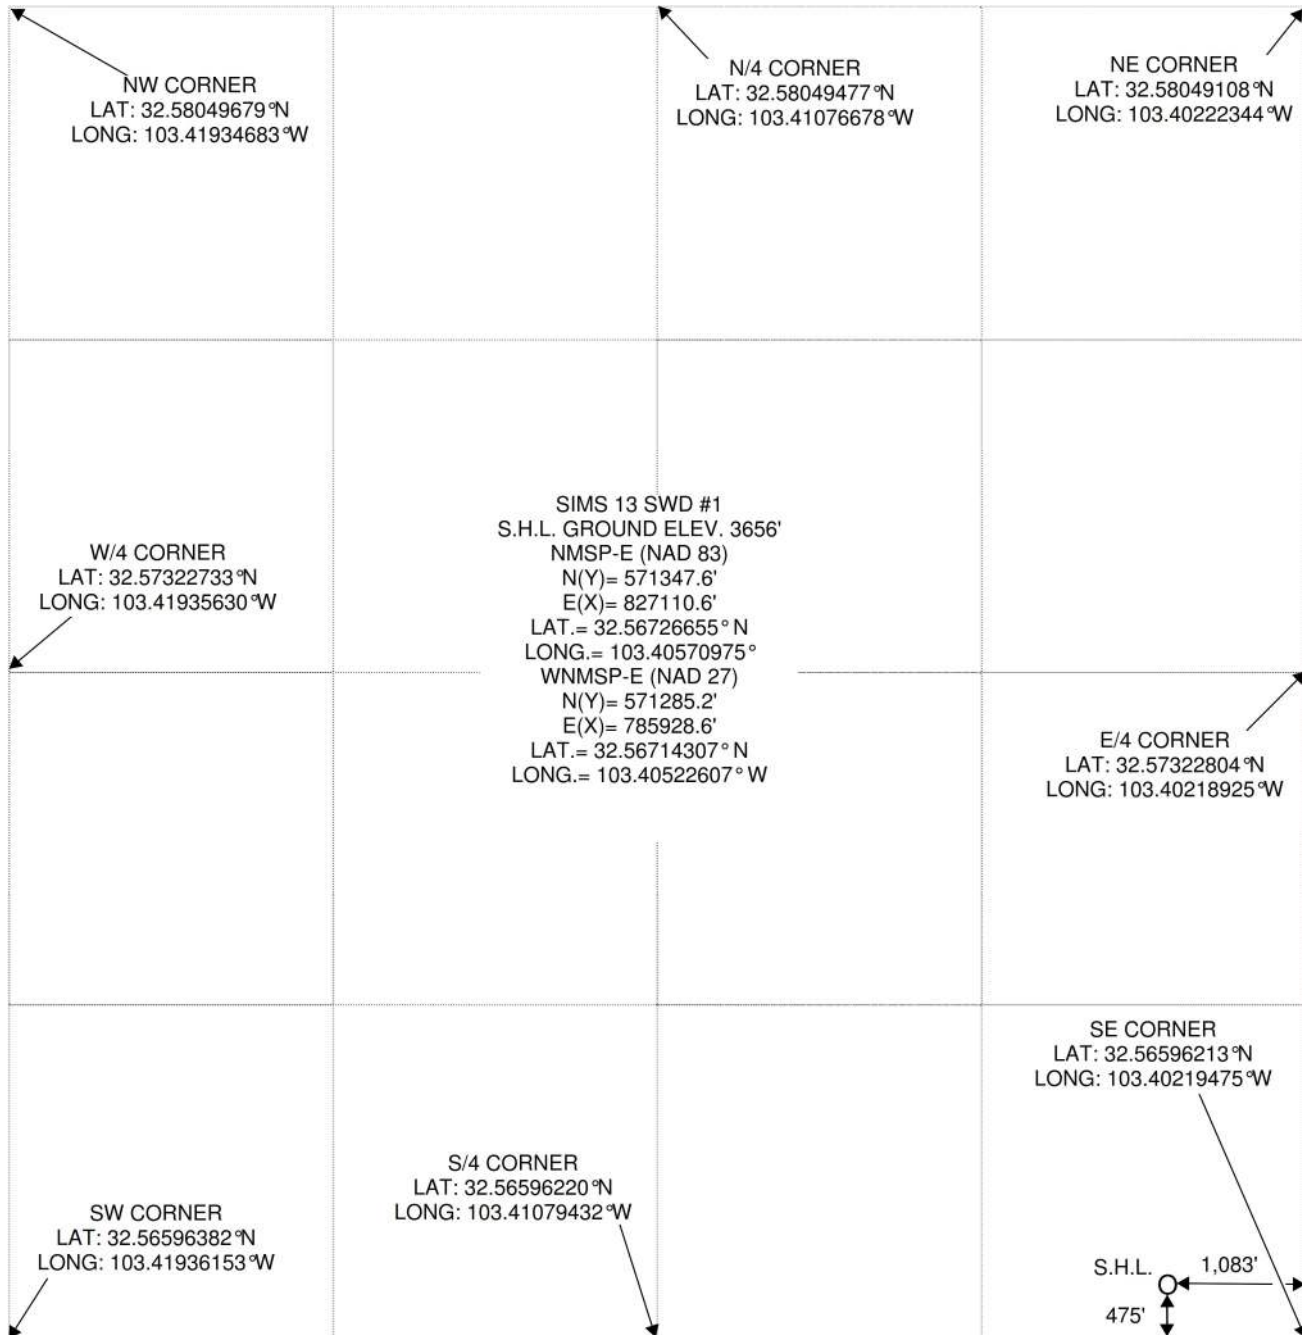 NW CORNER
LAT: 32.58049679°N
LONG: 103.41934683°W
N/4 CORNER
LAT: 32.58049477°N
LONG: 103.41076678°W
NE CORNER
LAT: 32.58049108°N
LONG: 103.40222344°W
W/4 CORNER
LAT: 32.57322733°N
LONG: 103.41935630°W
SIMS 13 SWD #1
S.H.L. GROUND ELEV. 3656'
NMSP-E (NAD 83)
N(Y)= 571347.6'
E(X)= 827110.6'
LAT.= 32.56726655° N
LONG.= 103.40570975°
WNMSP-E (NAD 27)
N(Y)= 571285.2'
E(X)= 785928.6'
LAT.= 32.56714307° N
LONG.= 103.40522607° W
E/4 CORNER
LAT: 32.57322804°N
LONG: 103.40218925°W
SE CORNER
LAT: 32.56596213°N
LONG: 103.40219475°W
S/4 CORNER
LAT: 32.56596220°N
LONG: 103.41079432°W
SW CORNER
LAT: 32.56596382°N
LONG: 103.41936153°W
S.H.L.
1,083'
475'